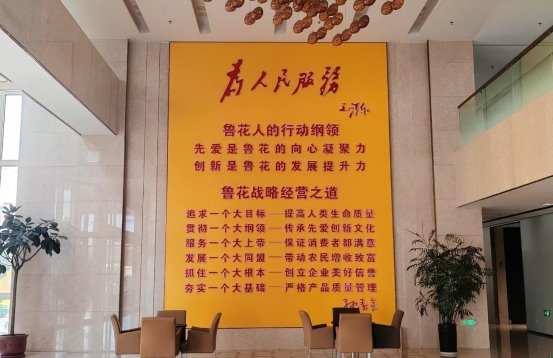 为人民服务
毛泽东
鲁花人的行动纲领
先爱是鲁花的向心凝聚力
创新是鲁花的发展提升力
鲁花战略经营之道
追求一个大目标——提高人类生命质量
贯彻一个大纲领——传承先爱创新文化
服务一个大上帝——保证消费者都满意
发展一个大同盟——带动农民增收致富
抓住一个大根本——创立企业美好信誉
夯实一个大基础——严格产品质量管理